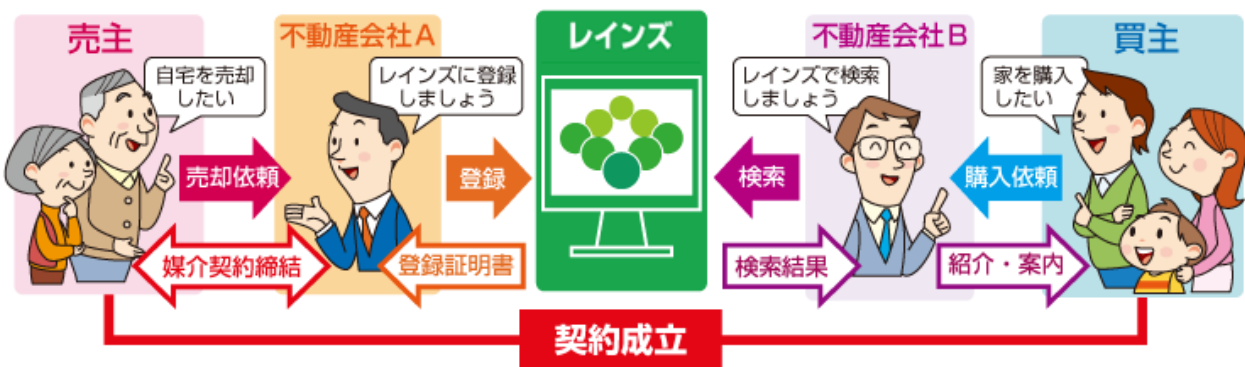 売主
自宅を売却
したい
売却依頼
媒介契約締結
不動産会社A
レインズに登録
しましょう
登録
登録証明書
レインズ
不動産会社B
レインズで検索
しましょう
検索
検索結果
買主
家を購入
したい
購入依頼
紹介・案内
契約成立